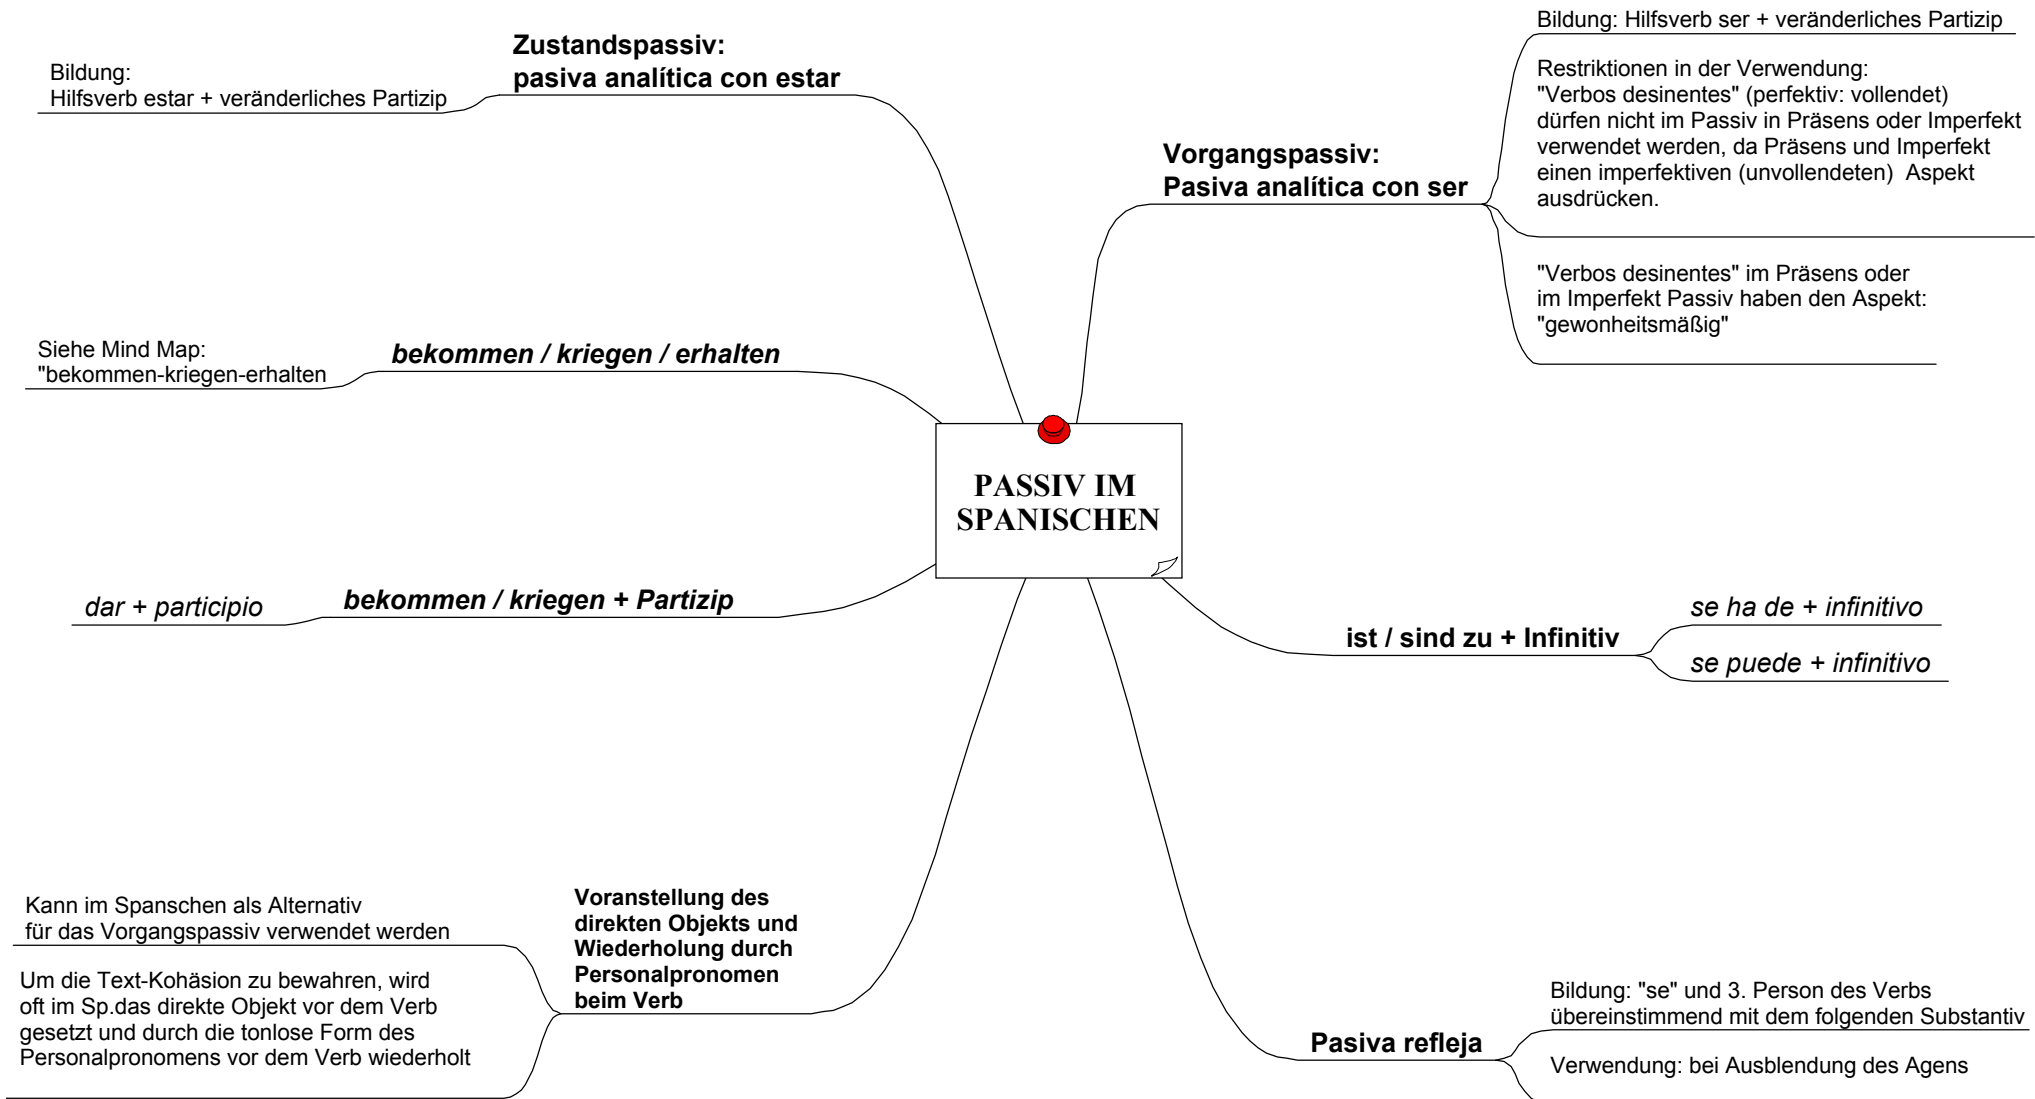 PASSIV IM
SPANISCHEN
Vorgangspassiv:
Pasiva analítica con ser
Bildung: Hilfsverb ser + veränderliches Partizip
Restriktionen in der Verwendung:
"Verbos desinentes" (perfektiv: vollendet)
dürfen nicht im Passiv in Präsens oder Imperfekt
verwendet werden, da Präsens und Imperfekt
einen imperfektiven (unvollendeten)  Aspekt
ausdrücken.
"Verbos desinentes" im Präsens oder
im Imperfekt Passiv haben den Aspekt:
"gewonheitsmäßig"
ist / sind zu + Infinitiv
se ha de + infinitivo
se puede + infinitivo
Pasiva refleja
Bildung: "se" und 3. Person des Verbs
übereinstimmend mit dem folgenden Substantiv
Verwendung: bei Ausblendung des Agens
Zustandspassiv:
pasiva analítica con estar
Bildung:
Hilfsverb estar + veränderliches Partizip
bekommen / kriegen / erhalten
Siehe Mind Map:
"bekommen-kriegen-erhalten
bekommen / kriegen + Partizip
dar + participio
Voranstellung des
direkten Objekts und
Wiederholung durch
Personalpronomen
beim Verb
Kann im Spanschen als Alternativ
für das Vorgangspassiv verwendet werden
Um die Text-Kohäsion zu bewahren, wird
oft im Sp.das direkte Objekt vor dem Verb
gesetzt und durch die tonlose Form des
Personalpronomens vor dem Verb wiederholt